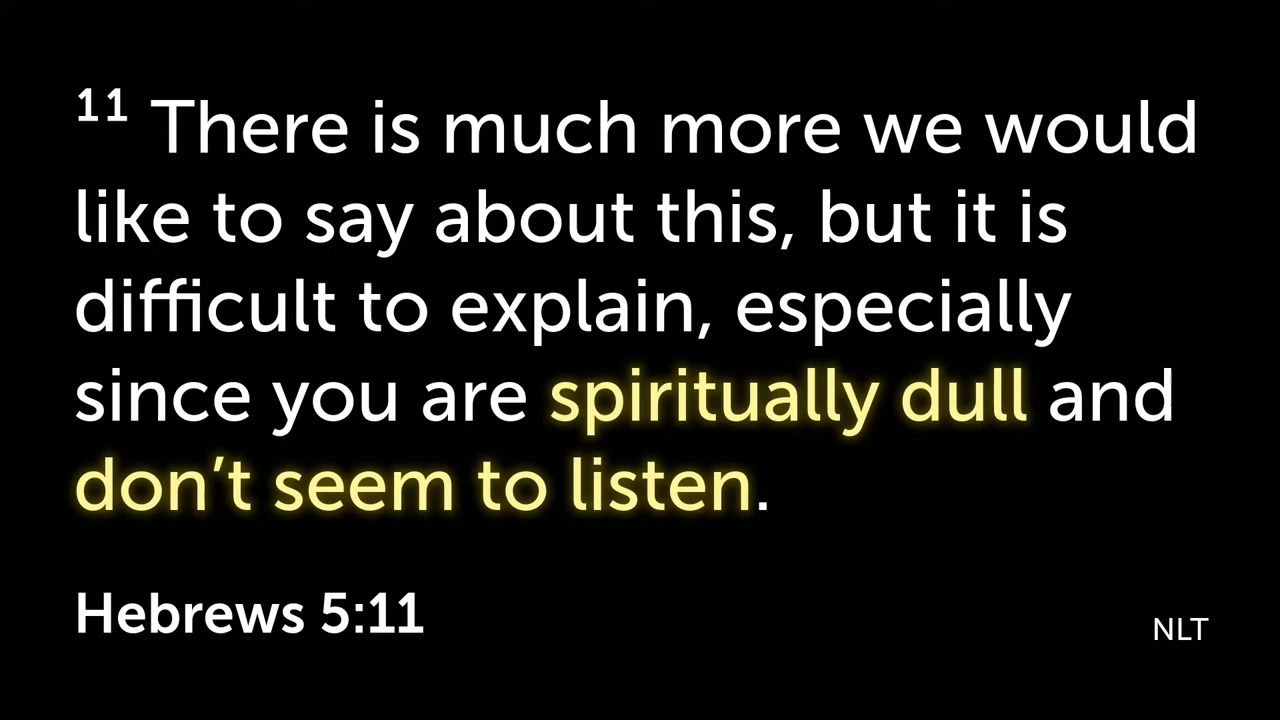 11 There is much more we would
like to say about this, but it is
difficult to explain, especially
since you are spiritually dull and
don’t seem to listen.
Hebrews 5:11
NLT